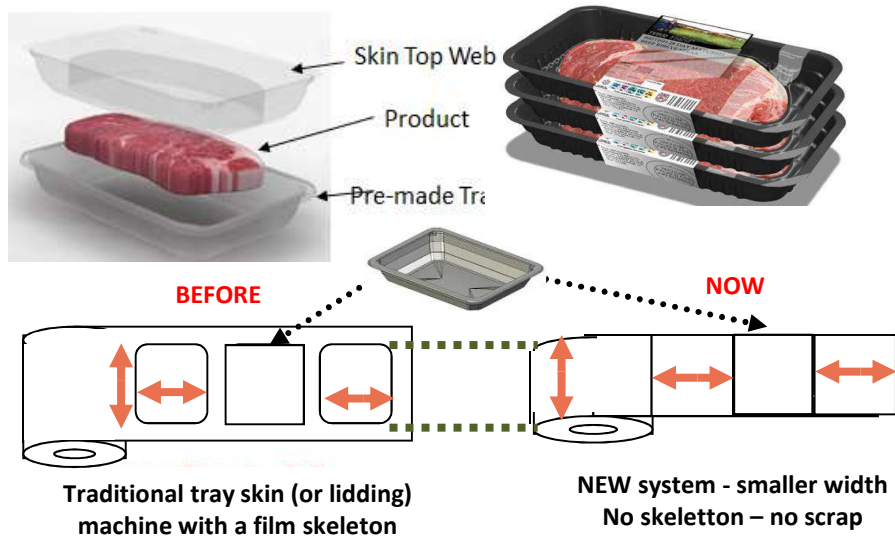 Skin Top Web
Product
Pre-made Tra
BEFORE
NOW
Traditional tray skin (or lidding)
machine with a film skeleton
NEW system - smaller width
No skeletton – no scrap